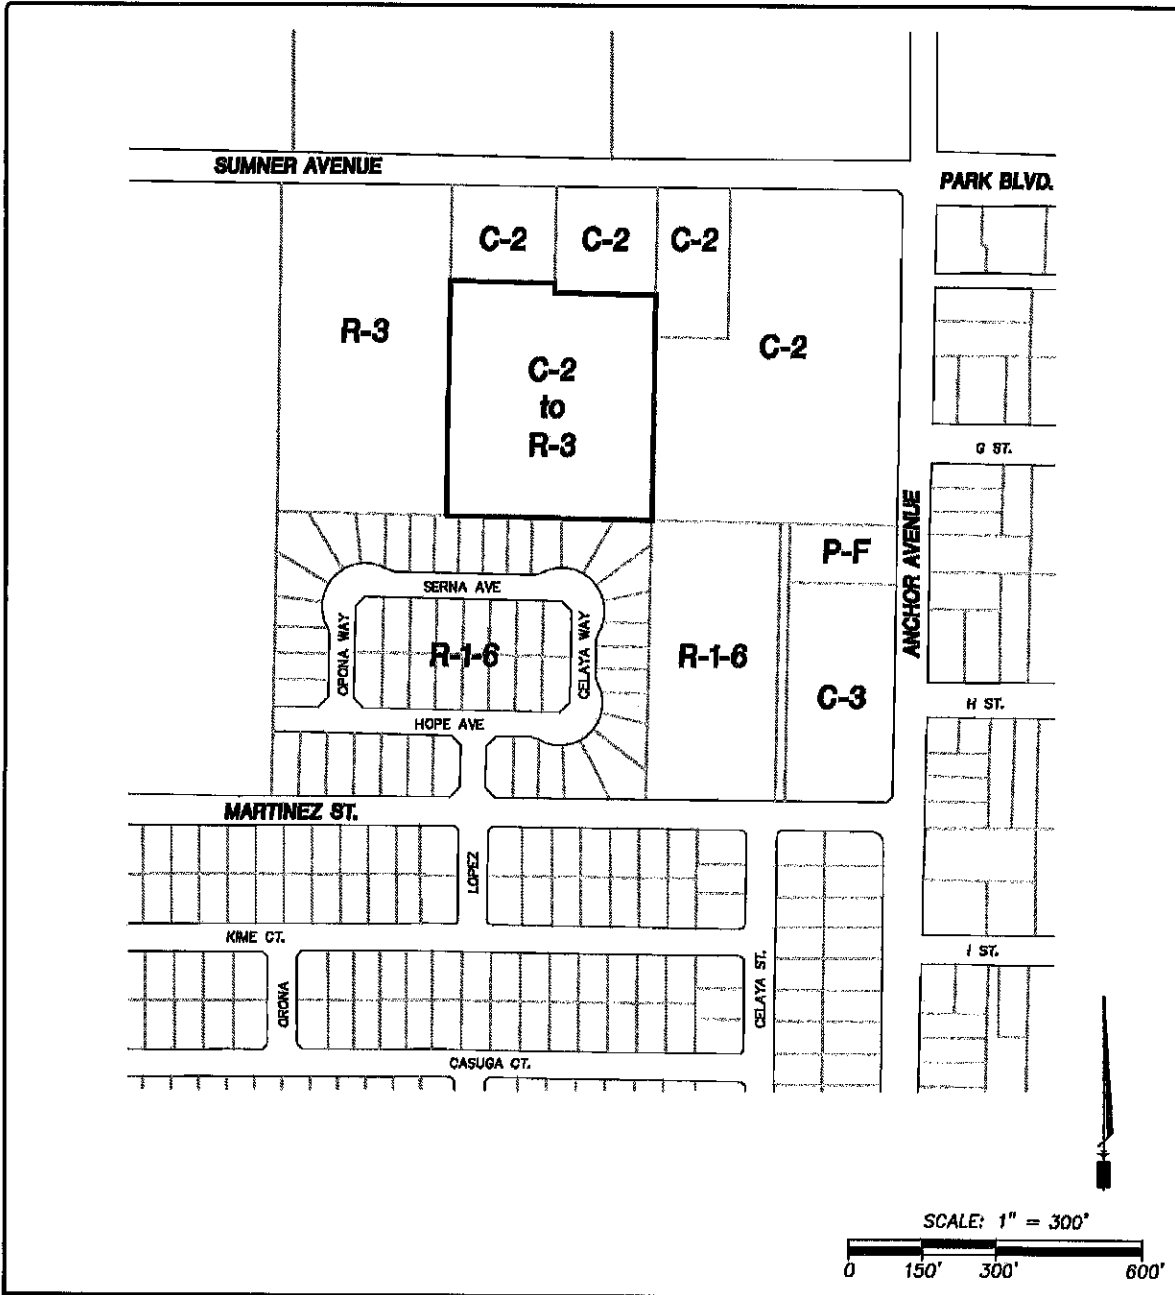 SUMNER AVENUE
PARK BLVD.
C-2
C-2
C-2
R-3
C-2
C-2
to
R-3
G ST.
ANCHOR AVENUE
P-F
SERNA AVE
OPONA WAY
R-1-6
CELAYA WAY
R-1-6
C-3
HOPE AVE
H ST.
MARTINEZ ST.
LOPEZ
KIME CT.
I ST.
ORONA
CELAYA ST.
CASUGA CT.
SCALE: 1" = 300'
0 150' 300' 600'